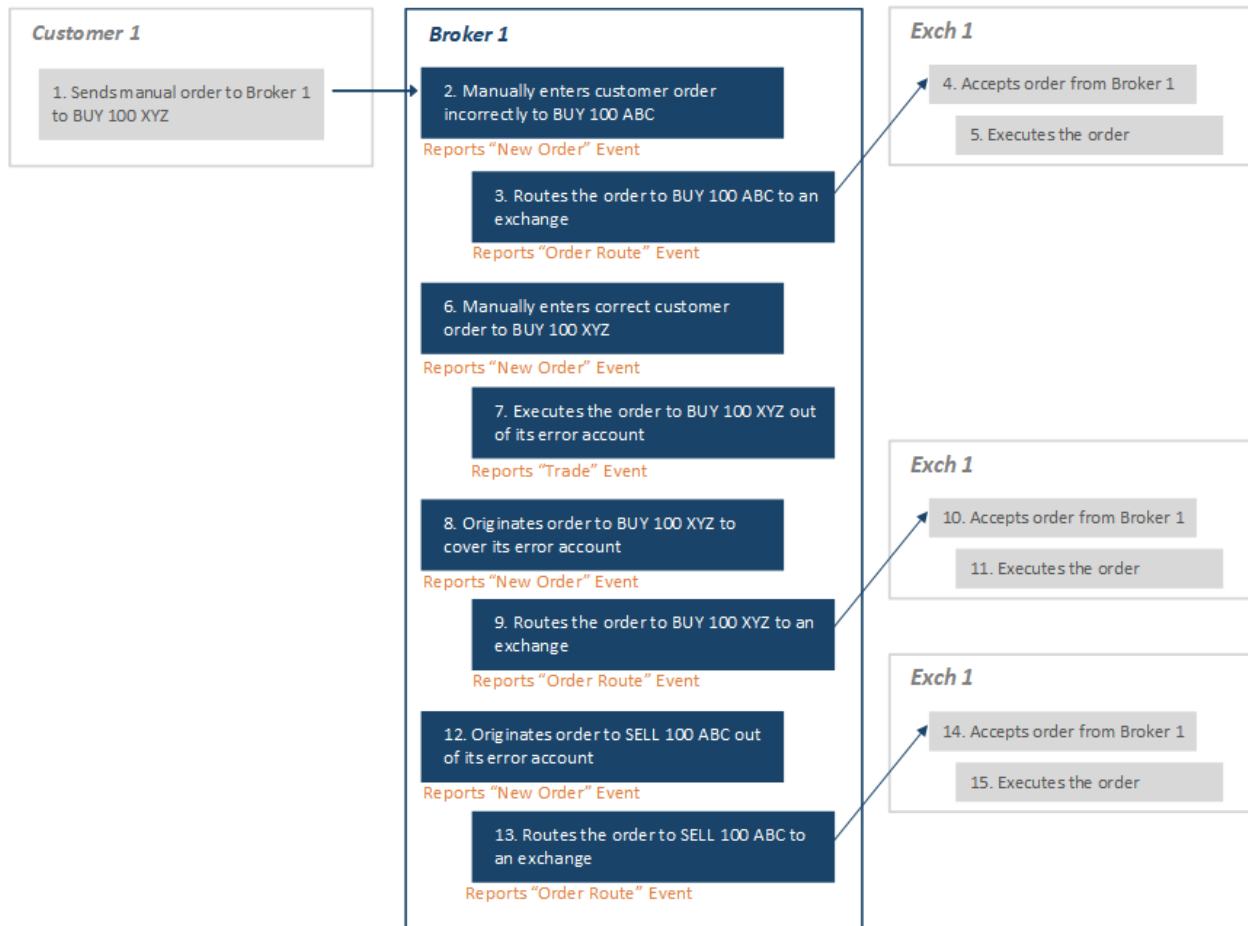 Customer 1
1. Sends manual order to Broker 1
to BUY 100 XYZ
Broker 1
2. Manually enters customer order
incorrectly to BUY 100 ABC
Reports “New Order” Event
3. Routes the order to BUY 100 ABC to an
exchange
Reports “Order Route” Event
Exch 1
4. Accepts order from Broker 1
5. Executes the order
6. Manually enters correct customer
order to BUY 100 XYZ
Reports “New Order” Event
7. Executes the order to BUY 100 XYZ out
of its error account
Reports “Trade” Event
8. Originates order to BUY 100 XYZ to
cover its error account
Reports “New Order” Event
9. Routes the order to BUY 100 XYZ to an
exchange
Reports “Order Route” Event
Exch 1
10. Accepts order from Broker 1
11. Executes the order
12. Originates order to SELL 100 ABC out
of its error account
Reports “New Order” Event
13. Routes the order to SELL 100 ABC to
an exchange
Reports “Order Route” Event
Exch 1
14. Accepts order from Broker 1
15. Executes the order